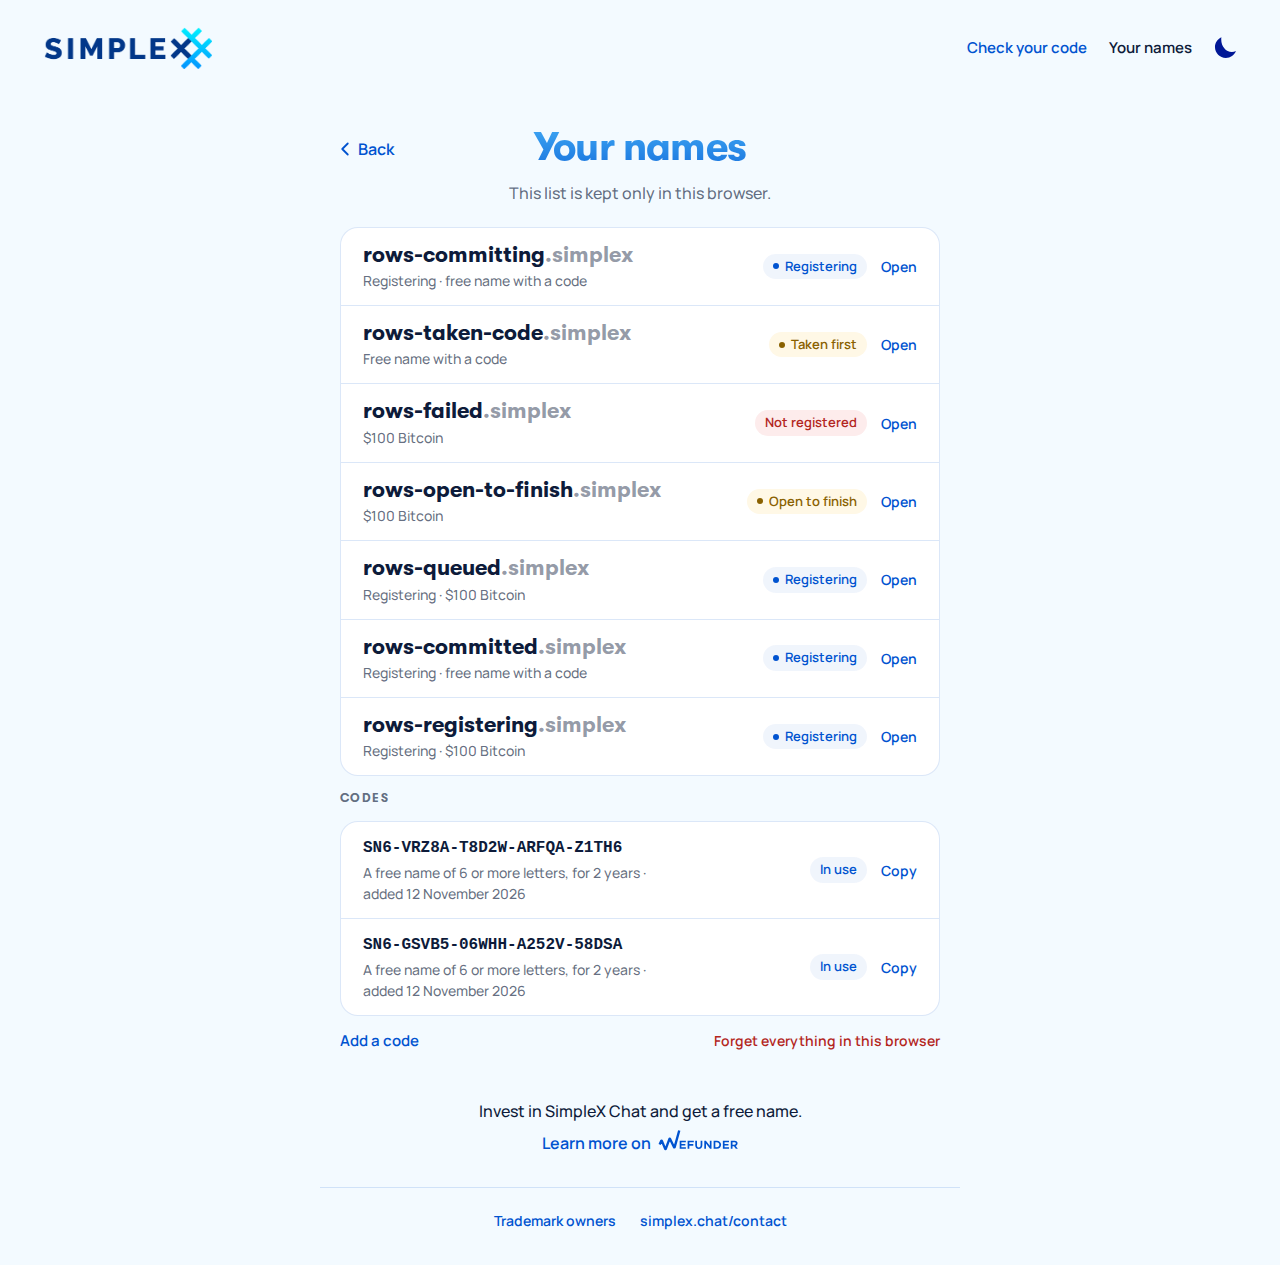 SIMPLEX
Check your code
Your names
Back
Your names
This list is kept only in this browser.
rows-committing.simplex
Registering · free name with a code
Registering
Open
rows-taken-code.simplex
Free name with a code
Taken first
Open
rows-failed.simplex
$100 Bitcoin
Not registered
Open
rows-open-to-finish.simplex
$100 Bitcoin
Open to finish
Open
rows-queued.simplex
Registering · $100 Bitcoin
Registering
Open
rows-committed.simplex
Registering · free name with a code
Registering
Open
rows-registering.simplex
Registering · $100 Bitcoin
Registering
Open
CODES
SN6-VRZ8A-T8D2W-ARFQA-Z1TH6
A free name of 6 or more letters, for 2 years ·
added 12 November 2026
In use
Copy
SN6-GSVB5-06WHH-A252V-58DSA
A free name of 6 or more letters, for 2 years ·
added 12 November 2026
In use
Copy
Add a code
Forget everything in this browser
Invest in SimpleX Chat and get a free name.
Learn more on WEFUNDER
Trademark owners
simplex.chat/contact